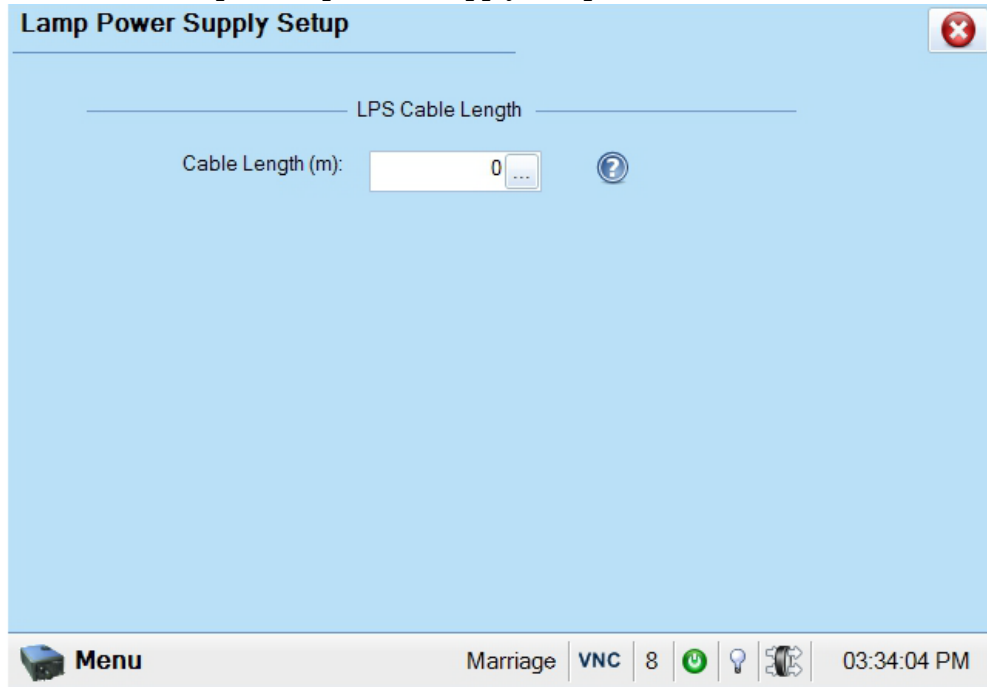 Lamp Power Supply Setup
LPS Cable Length
Cable Length (m): 0 ...
Menu Marriage VNC 8 03:34:04 PM